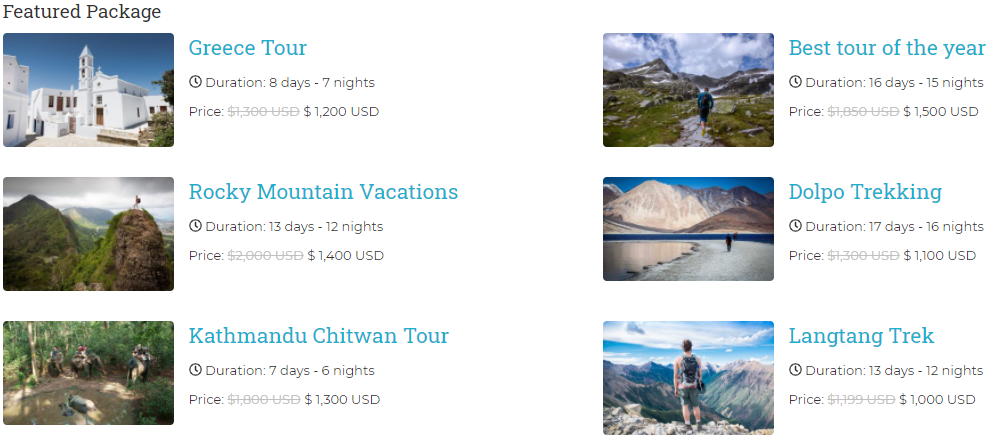 Featured Package
Greece Tour
Duration: 8 days - 7 nights
Price: $1,300 USD $ 1,200 USD
Best tour of the year
Duration: 16 days - 15 nights
Price: $1,850 USD $ 1,500 USD
Rocky Mountain Vacations
Duration: 13 days - 12 nights
Price: $2,000 USD $ 1,400 USD
Dolpo Trekking
Duration: 17 days - 16 nights
Price: $1,300 USD $ 1,100 USD
Kathmandu Chitwan Tour
Duration: 7 days - 6 nights
Price: $1,800 USD $ 1,300 USD
Langtang Trek
Duration: 13 days - 12 nights
Price: $1,199 USD $ 1,000 USD